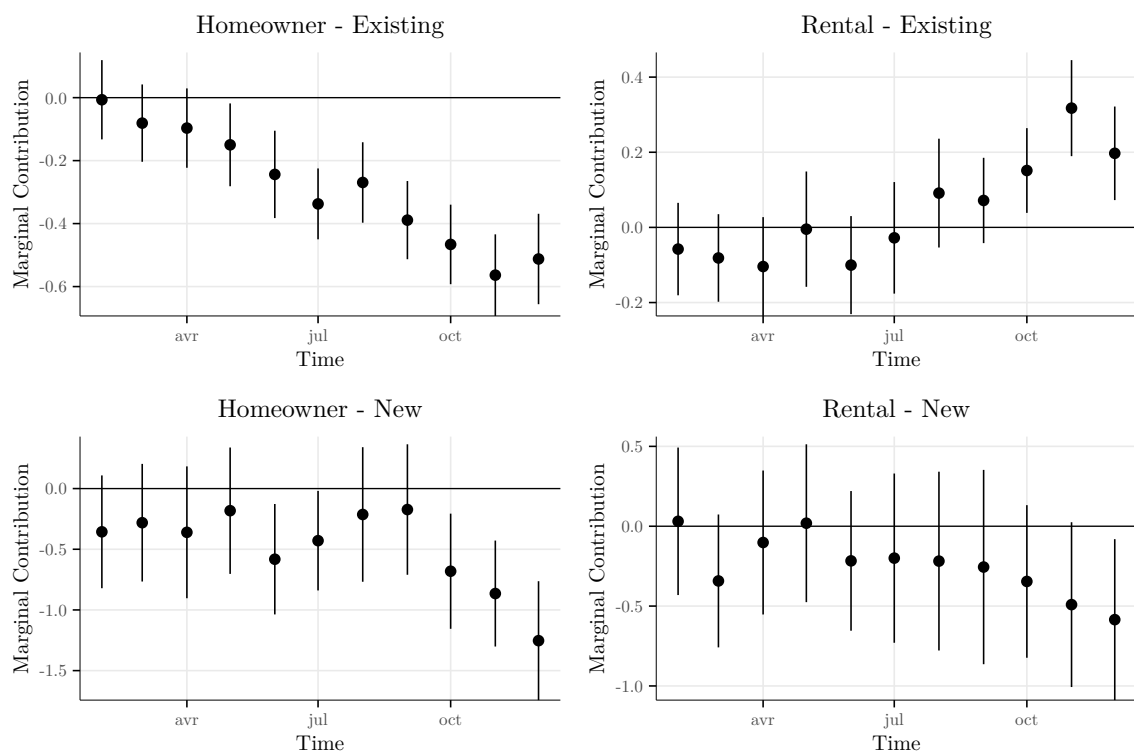 Homeowner - Existing
Marginal Contribution
0.0
-0.2
-0.4
-0.6
avr
jul
oct
Time
Rental - Existing
Marginal Contribution
0.4
0.2
0.0
-0.2
avr
jul
oct
Time
Homeowner - New
Marginal Contribution
0.0
-0.5
-1.0
-1.5
avr
jul
oct
Time
Rental - New
Marginal Contribution
0.5
0.0
-0.5
-1.0
avr
jul
oct
Time